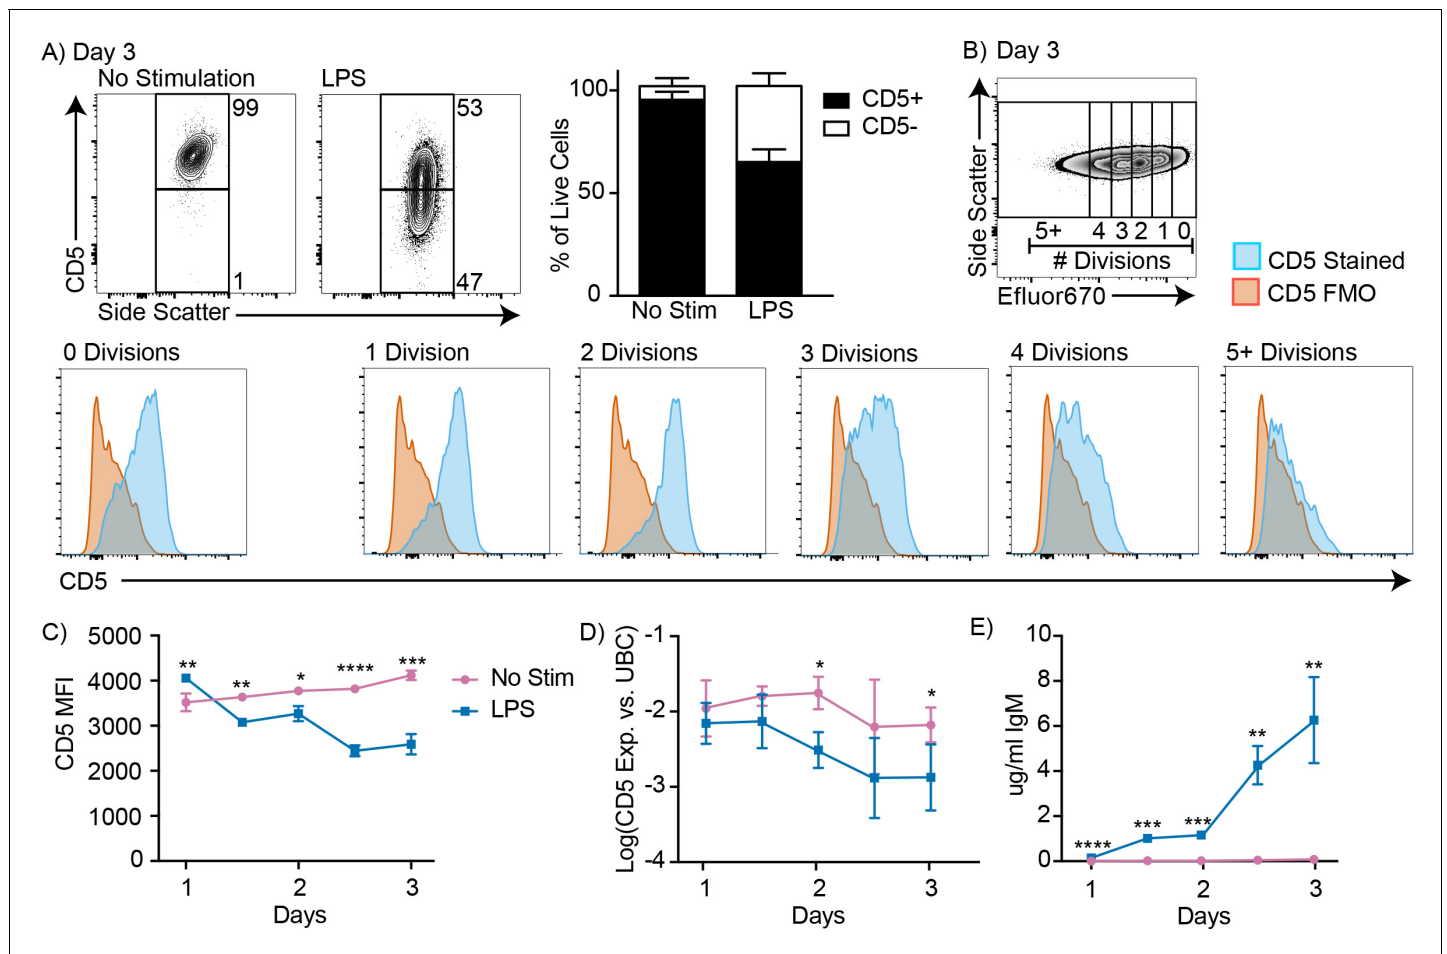 A) Day 3
No Stimulation
LPS
99
1
53
47
CD5
Side Scatter
100
50
0
% of Live Cells
No Stim
LPS
CD5+
CD5-
B) Day 3
Side Scatter
5+ 4 3 2 1 0
# Divisions
Efluor670
CD5 Stained
CD5 FMO
0 Divisions
1 Division
2 Divisions
3 Divisions
4 Divisions
5+ Divisions
CD5
C)
5000
4000
3000
2000
1000
0
CD5 MFI
** ** * **** ***
1 2 3
Days
No Stim
LPS
D)
-1
-2
-3
-4
Log(CD5 Exp. vs. UBC)
* *
1 2 3
Days
E)
10
8
6
4
2
0
ug/ml IgM
**** *** *** ** **
1 2 3
Days